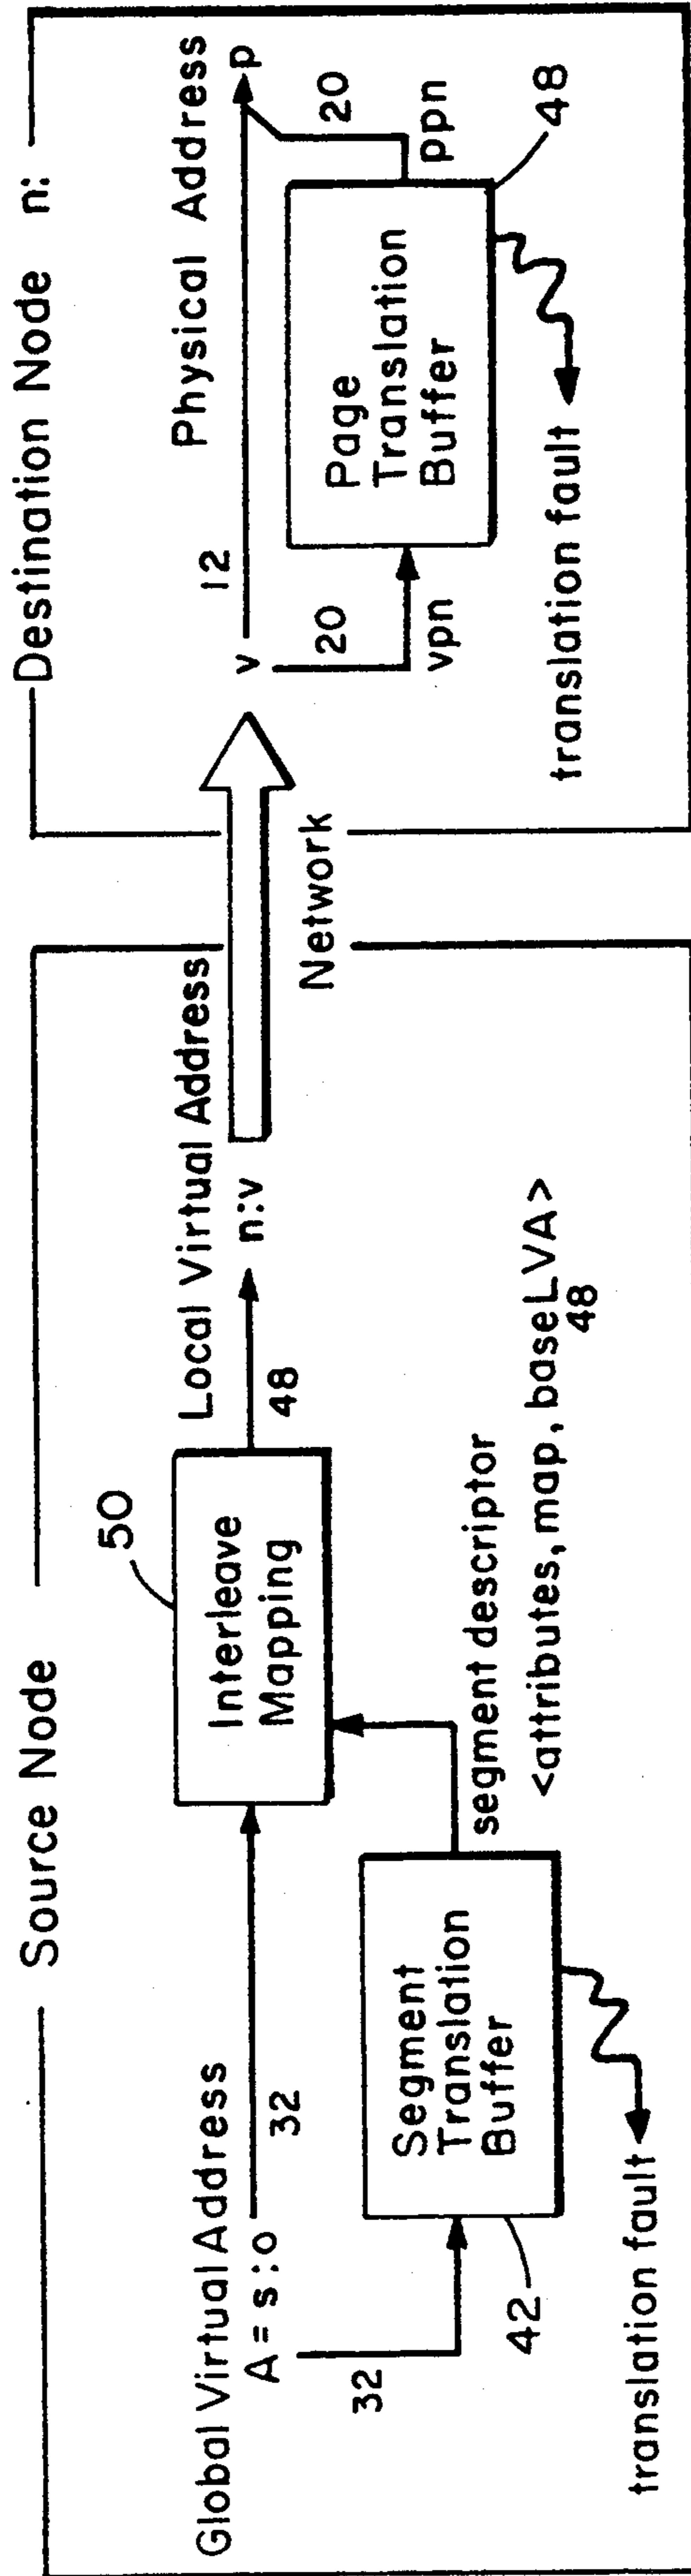 Source Node
Global Virtual Address
A = s:o
32
32
Segment
Translation
Buffer
42
translation fault
50
Interleave
Mapping
segment descriptor
<attributes, map, baseLVA>
48
48
Local Virtual Address
n:v
Network
Destination Node n:
v
12
Physical Address
p
20
vpn
Page
Translation
Buffer
20
ppn
48
translation fault